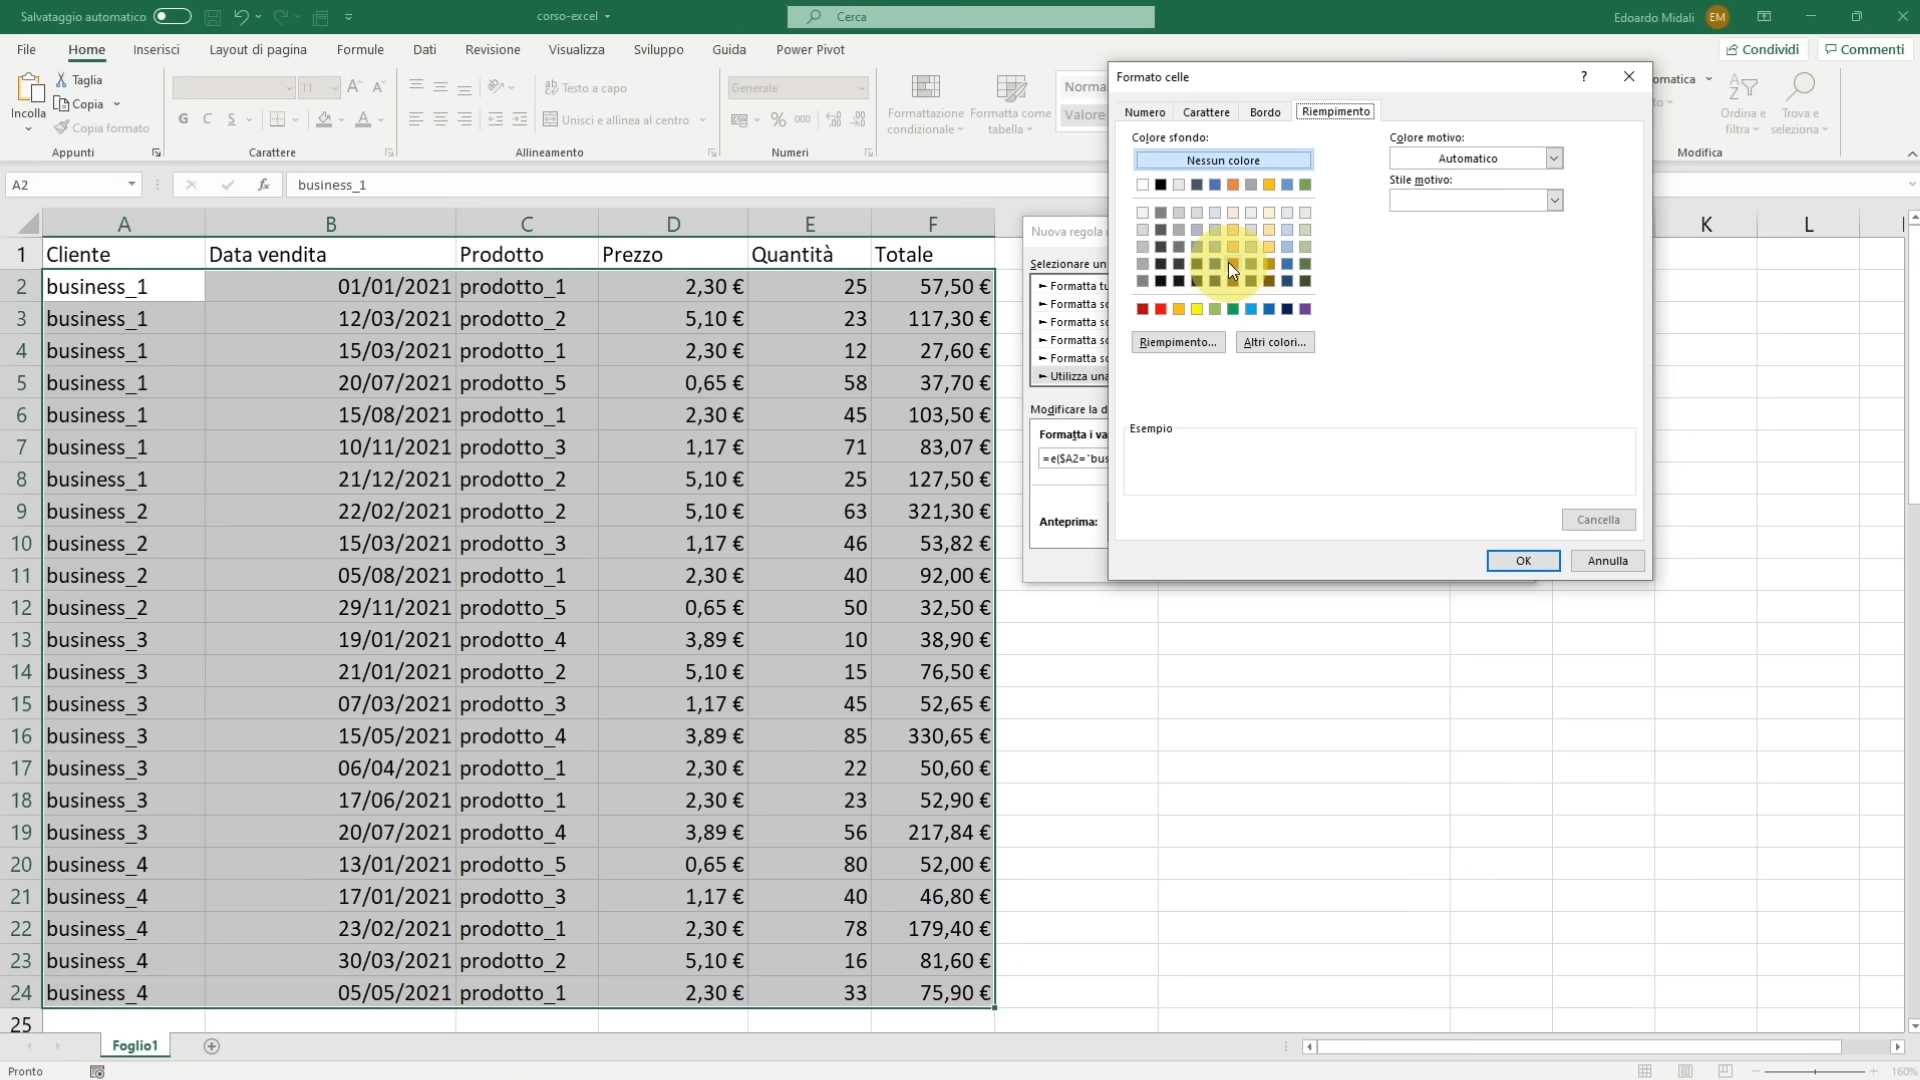 Salvataggio automatico
corso-excel
Cerca
Edoardo Midali EM
File Home Inserisci Layout di pagina Formule Dati Revisione Visualizza Sviluppo Guida Power Pivot
Condividi Commenti
Incolla
Taglia
Copia
Copia formato
Appunti
11
G C S
Carattere
Testo a capo
Unisci e allinea al centro
Allineamento
Generale
% 000
Numeri
Formattazione condizionale
Formatta come tabella
Norma
Valore
omatica
Ordina e filtra
Trova e seleziona
Modifica
A2 fx business_1
A B C D E F K L
1 Cliente Data vendita Prodotto Prezzo Quantità Totale
2 business_1 01/01/2021 prodotto_1 2,30 € 25 57,50 €
3 business_1 12/03/2021 prodotto_2 5,10 € 23 117,30 €
4 business_1 15/03/2021 prodotto_1 2,30 € 12 27,60 €
5 business_1 20/07/2021 prodotto_5 0,65 € 58 37,70 €
6 business_1 15/08/2021 prodotto_1 2,30 € 45 103,50 €
7 business_1 10/11/2021 prodotto_3 1,17 € 71 83,07 €
8 business_1 21/12/2021 prodotto_2 5,10 € 25 127,50 €
9 business_2 22/02/2021 prodotto_2 5,10 € 63 321,30 €
10 business_2 15/03/2021 prodotto_3 1,17 € 46 53,82 €
11 business_2 05/08/2021 prodotto_1 2,30 € 40 92,00 €
12 business_2 29/11/2021 prodotto_5 0,65 € 50 32,50 €
13 business_3 19/01/2021 prodotto_4 3,89 € 10 38,90 €
14 business_3 21/01/2021 prodotto_2 5,10 € 15 76,50 €
15 business_3 07/03/2021 prodotto_3 1,17 € 45 52,65 €
16 business_3 15/05/2021 prodotto_4 3,89 € 85 330,65 €
17 business_3 06/04/2021 prodotto_1 2,30 € 22 50,60 €
18 business_3 17/06/2021 prodotto_1 2,30 € 23 52,90 €
19 business_3 20/07/2021 prodotto_4 3,89 € 56 217,84 €
20 business_4 13/01/2021 prodotto_5 0,65 € 80 52,00 €
21 business_4 17/01/2021 prodotto_3 1,17 € 40 46,80 €
22 business_4 23/02/2021 prodotto_1 2,30 € 78 179,40 €
23 business_4 30/03/2021 prodotto_2 5,10 € 16 81,60 €
24 business_4 05/05/2021 prodotto_1 2,30 € 33 75,90 €
25
Nuova regola
Selezionare un
► Formatta tu
► Formatta so
► Formatta so
► Formatta so
► Formatta so
► Utilizza una
Modificare la d
Formatta i va
=e($A2="bus
Anteprima:
Formato celle ?
Numero Carattere Bordo Riempimento
Colore sfondo:
Nessun colore
Riempimento... Altri colori...
Colore motivo:
Automatico
Stile motivo:
Esempio
Cancella
OK Annulla
Foglio1
Pronto
160%